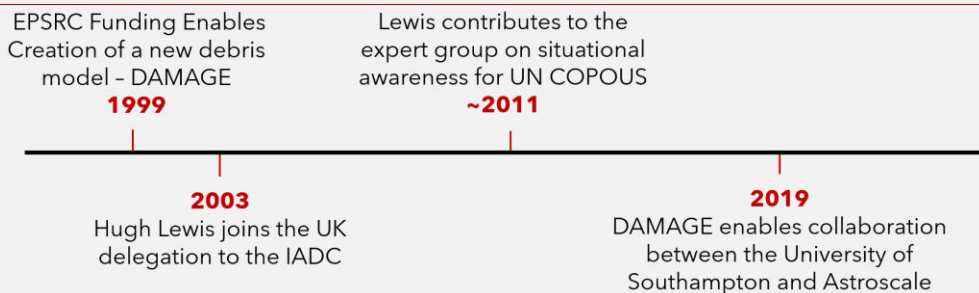 EPSRC Funding Enables
Creation of a new debris
model – DAMAGE
1999
Lewis contributes to the
expert group on situational
awareness for UN COPOUS
~2011
2003
Hugh Lewis joins the UK
delegation to the IADC
2019
DAMAGE enables collaboration
between the University of
Southampton and Astroscale